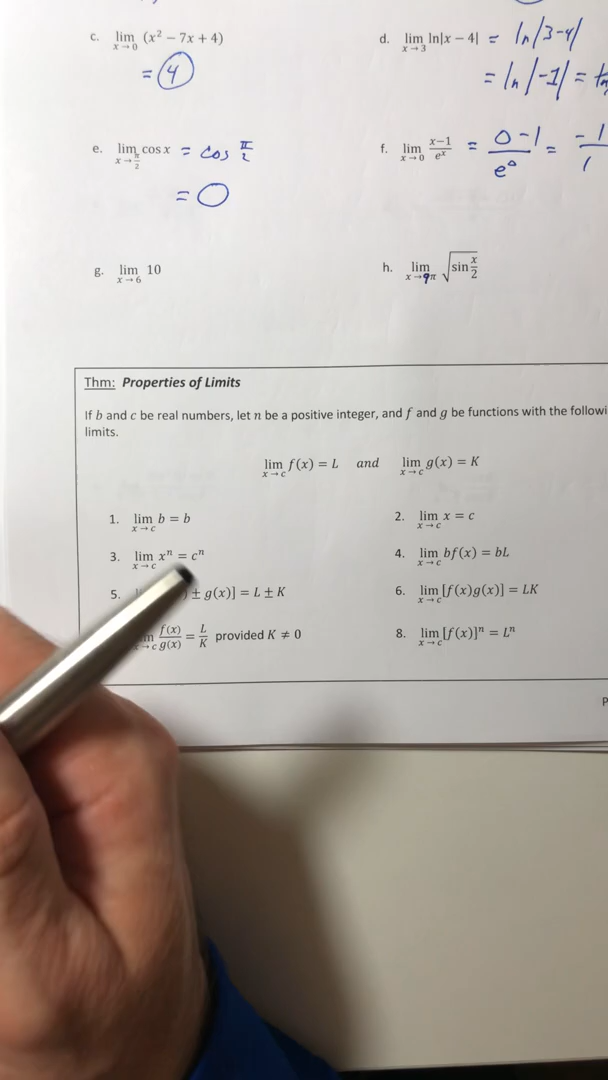 c. lim x→0 (x² − 7x + 4)
= 4
d. lim x→3 ln|x − 4| = ln|3-4|
= ln|-1| =
e. lim x→π/2 cos x = cos π/2
= 0
f. lim x→0 (x−1)/eˣ = (0-1)/e⁰ = -1/1
g. lim x→6 10
h. lim x→9π √(sin x/2)
Thm: Properties of Limits
If b and c be real numbers, let n be a positive integer, and f and g be functions with the followi
limits.
lim x→c f(x) = L and lim x→c g(x) = K
1. lim x→c b = b
2. lim x→c x = c
3. lim x→c xⁿ = cⁿ
4. lim x→c bf(x) = bL
5. ± g(x)] = L ± K
6. lim x→c [f(x)g(x)] = LK
m x→c f(x)/g(x) = L/K provided K ≠ 0
8. lim x→c [f(x)]ⁿ = Lⁿ
P